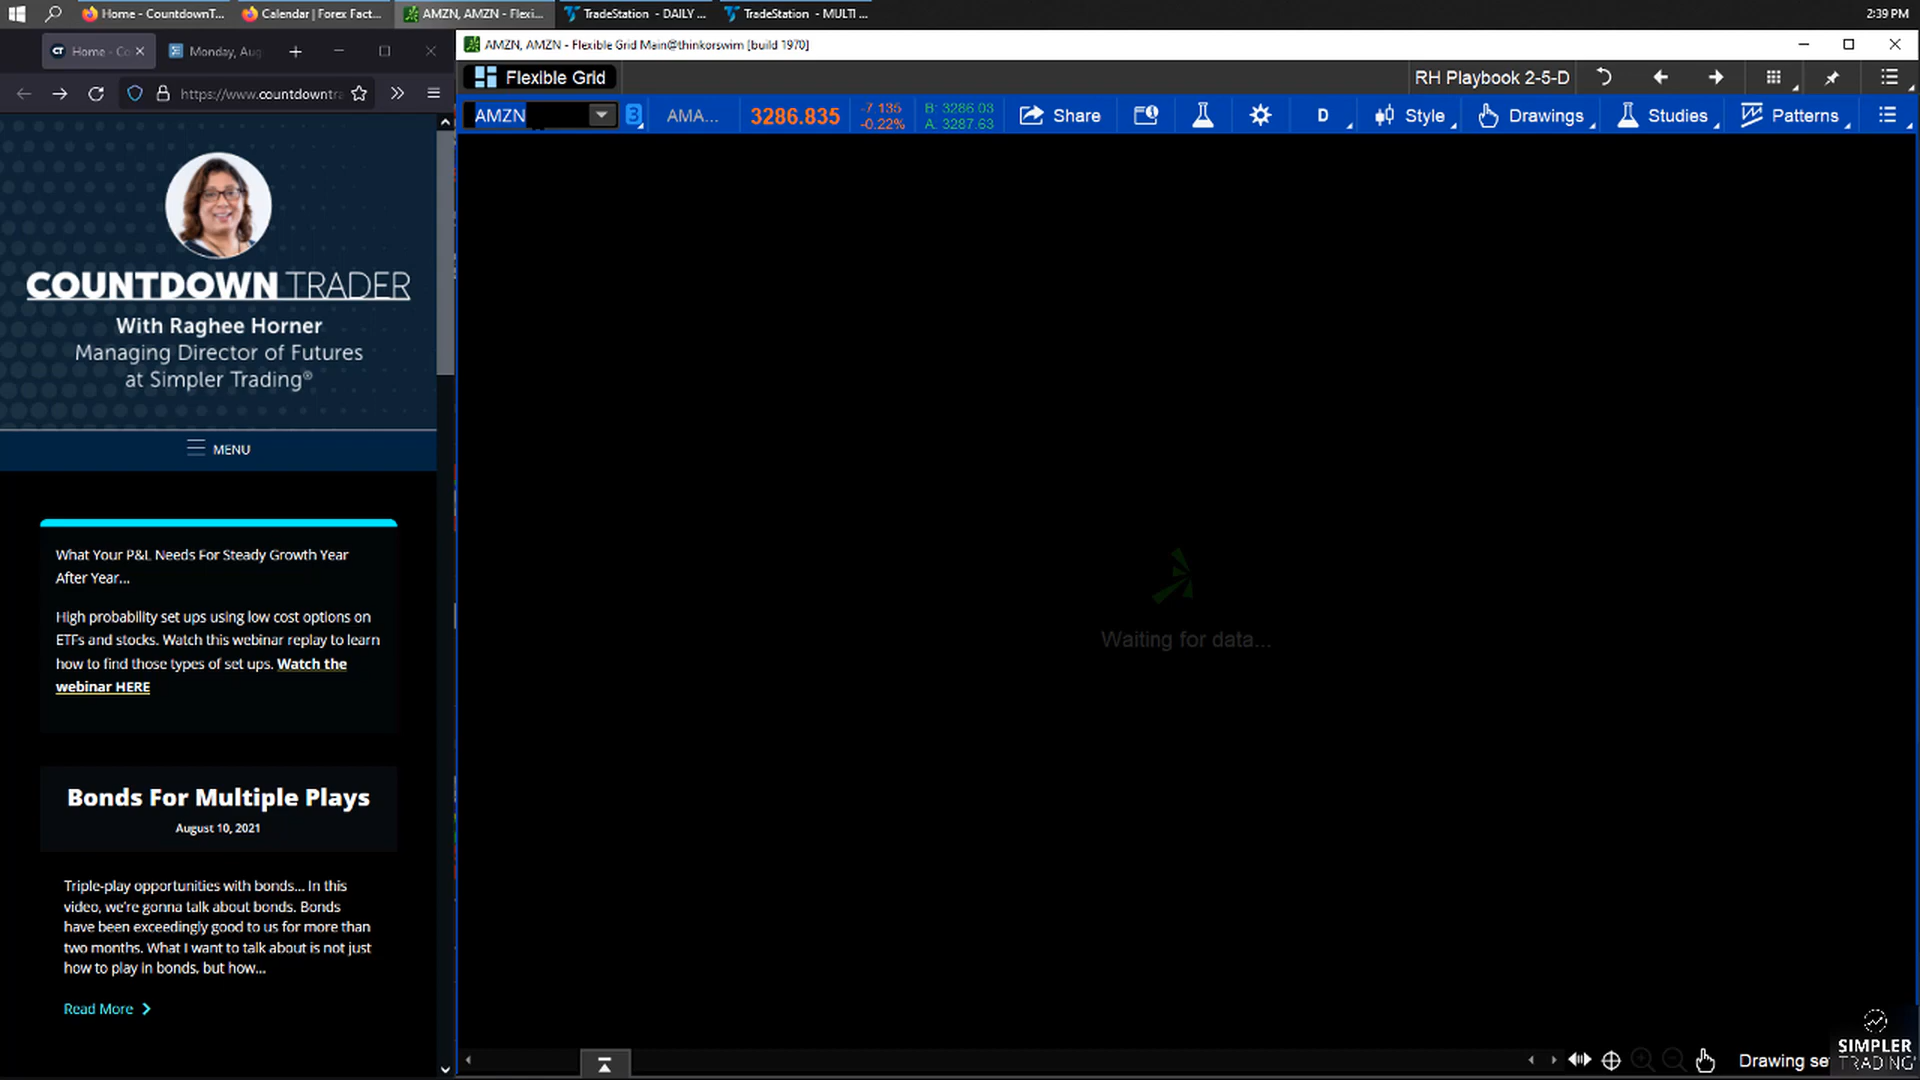 Home - CountdownT...
Calendar | Forex Fact...
AMZN, AMZN - Flexi...
TradeStation - DAILY ...
TradeStation - MULTI ...
2:39 PM
Home - Co
Monday, Aug
AMZN, AMZN - Flexible Grid Main@thinkorswim [build 1970]
Flexible Grid
RH Playbook 2-5-D
https://www.countdowntra
AMZN
3
AMA...
3286.835
-7.135
-0.22%
B: 3286.03
A: 3287.63
Share
D
Style
Drawings
Studies
Patterns
COUNTDOWN TRADER
With Raghee Horner
Managing Director of Futures
at Simpler Trading®
MENU
What Your P&L Needs For Steady Growth Year
After Year...
High probability set ups using low cost options on
ETFs and stocks. Watch this webinar replay to learn
how to find those types of set ups. Watch the
webinar HERE
Waiting for data...
Bonds For Multiple Plays
August 10, 2021
Triple-play opportunities with bonds... In this
video, we're gonna talk about bonds. Bonds
have been exceedingly good to us for more than
two months. What I want to talk about is not just
how to play in bonds, but how...
Read More
Drawing se
SIMPLER
TRADING